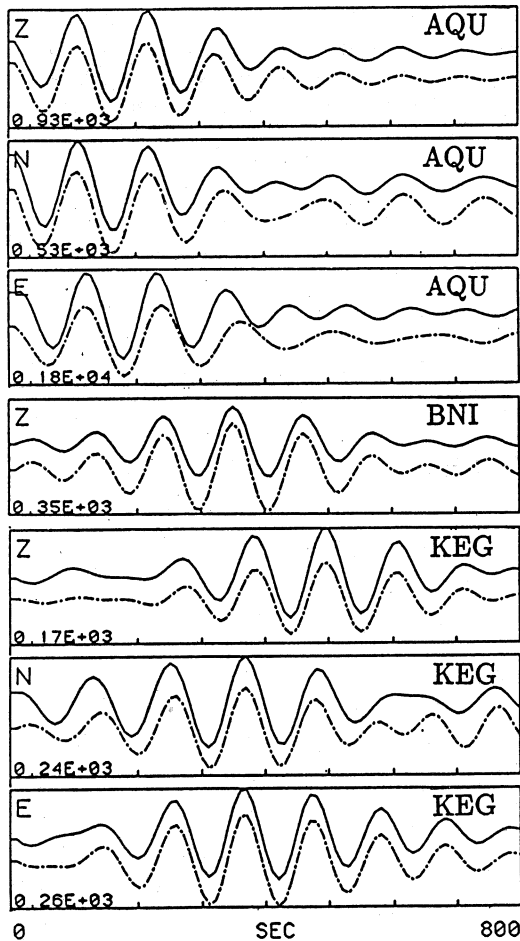 Z AQU
0.93E+03
N AQU
0.53E+03
E AQU
0.18E+04
Z BNI
0.35E+03
Z KEG
0.17E+03
N KEG
0.24E+03
E KEG
0.26E+03
0 SEC 800